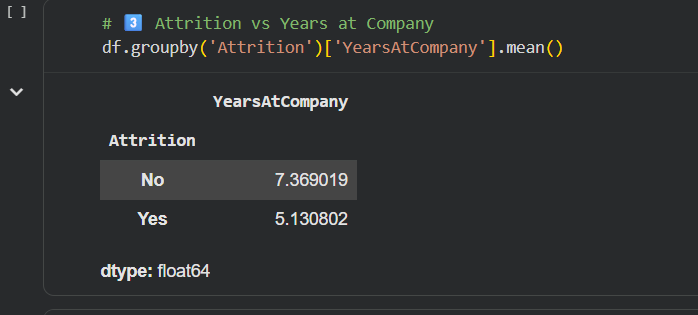 [ ]
# 3️⃣ Attrition vs Years at Company
df.groupby('Attrition')['YearsAtCompany'].mean()
YearsAtCompany
Attrition
No 7.369019
Yes 5.130802
dtype: float64